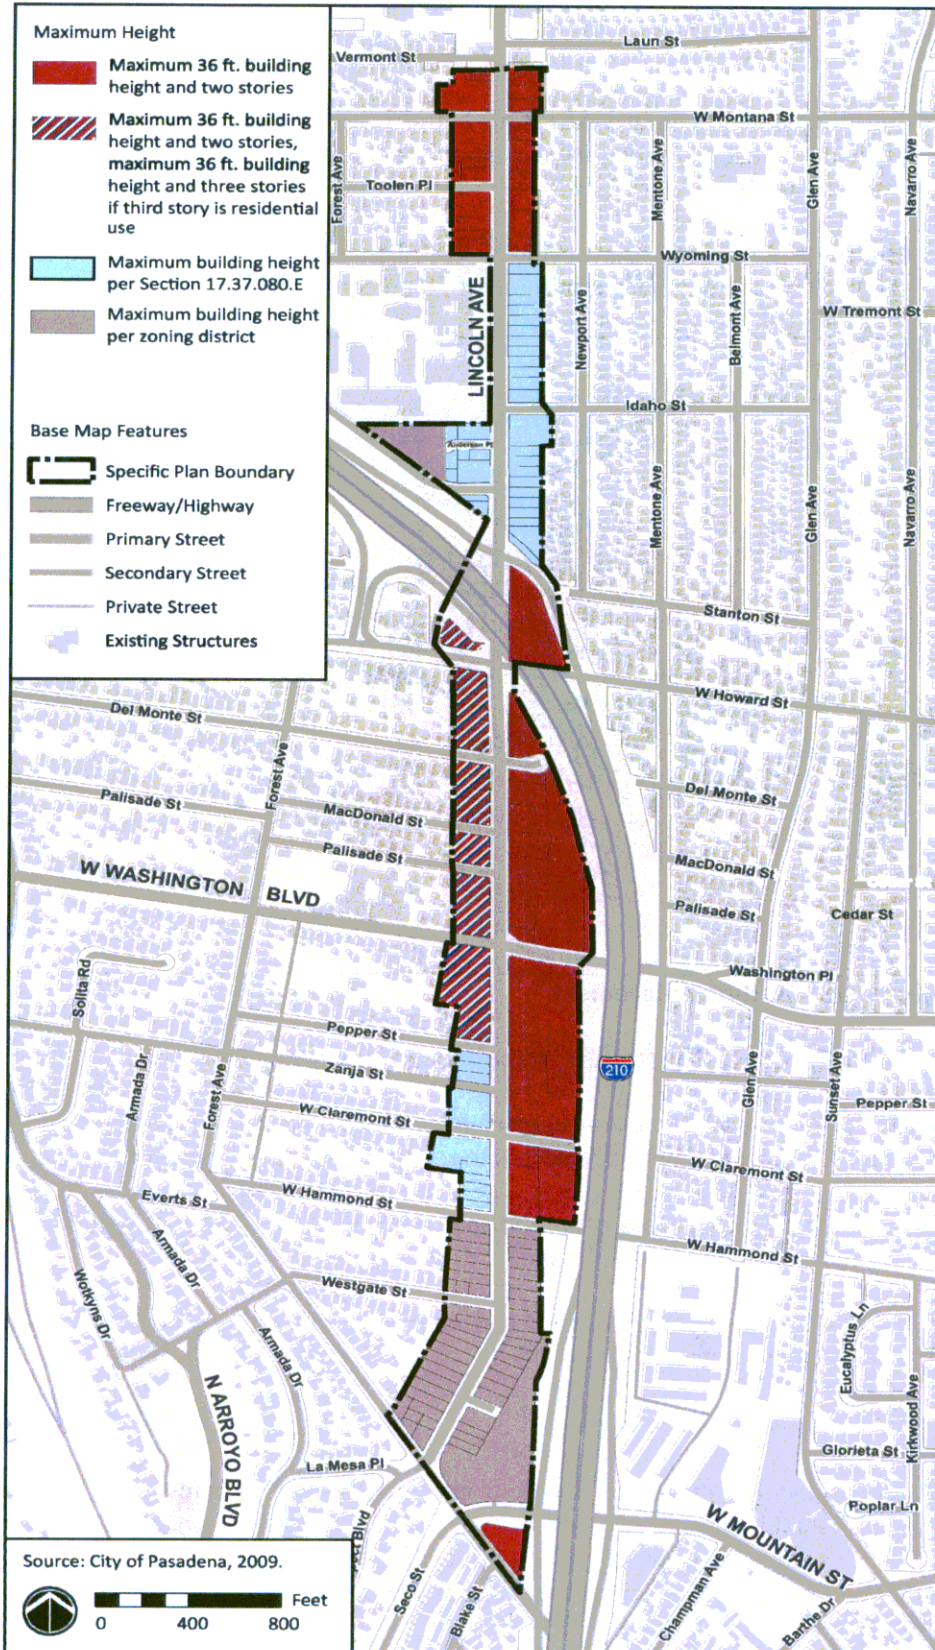 Maximum Height
Maximum 36 ft. building
height and two stories
Maximum 36 ft. building
height and two stories,
maximum 36 ft. building
height and three stories
if third story is residential
use
Maximum building height
per Section 17.37.080.E
Maximum building height
per zoning district
Base Map Features
Specific Plan Boundary
Freeway/Highway
Primary Street
Secondary Street
Private Street
Existing Structures
Vermont St
Laun St
W Montana St
Forest Ave
Toolen Pl
Mentone Ave
Glen Ave
Navarro Ave
Wyoming St
LINCOLN AVE
Newport Ave
Belmont Ave
W Tremont St
Idaho St
Anderson Pl
Mentone Ave
Glen Ave
Navarro Ave
Stanton St
W Howard St
Del Monte St
Forest Ave
Palisade St
MacDonald St
Palisade St
Del Monte St
MacDonald St
Palisade St
Cedar St
W WASHINGTON BLVD
Washington Pl
Solita Rd
Pepper St
Zanja St
Armada Dr
Forest Ave
W Claremont St
210
Glen Ave
Sunset Ave
Pepper St
W Claremont St
Everts St
W Hammond St
W Hammond St
Armada Dr
Wotkyns Dr
Westgate St
Armada Dr
Eucalyptus Ln
Kirkwood Ave
N ARROYO BLVD
La Mesa Pl
Glorieta St
Poplar Ln
W MOUNTAIN ST
Blvd
Seco St
Blake St
Champman Ave
Barthe Dr
Source: City of Pasadena, 2009.
Feet
0 400 800